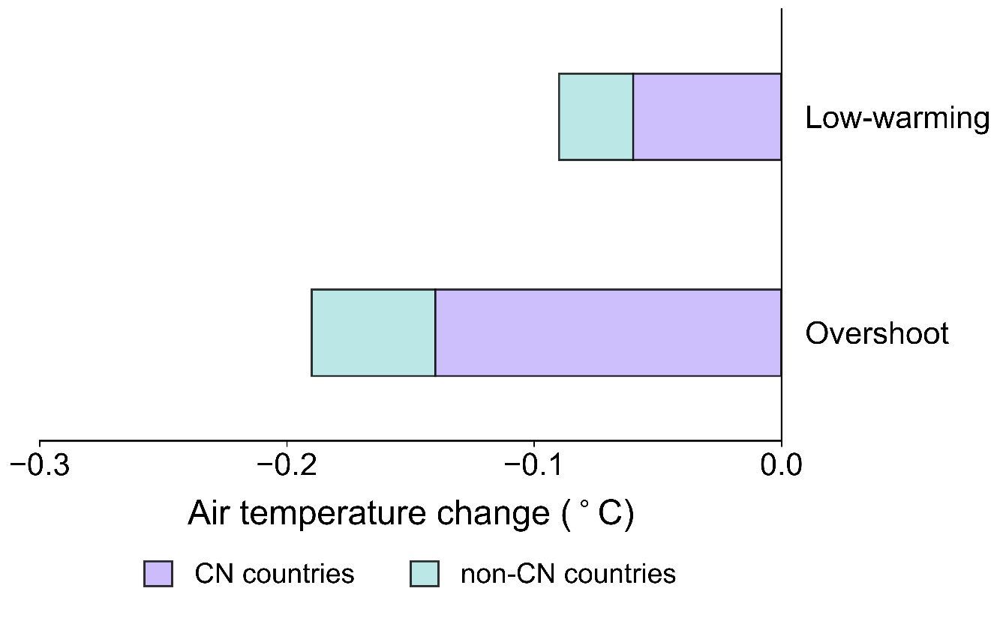 Low-warming
Overshoot
−0.3 −0.2 −0.1 0.0
Air temperature change (°C)
CN countries non-CN countries